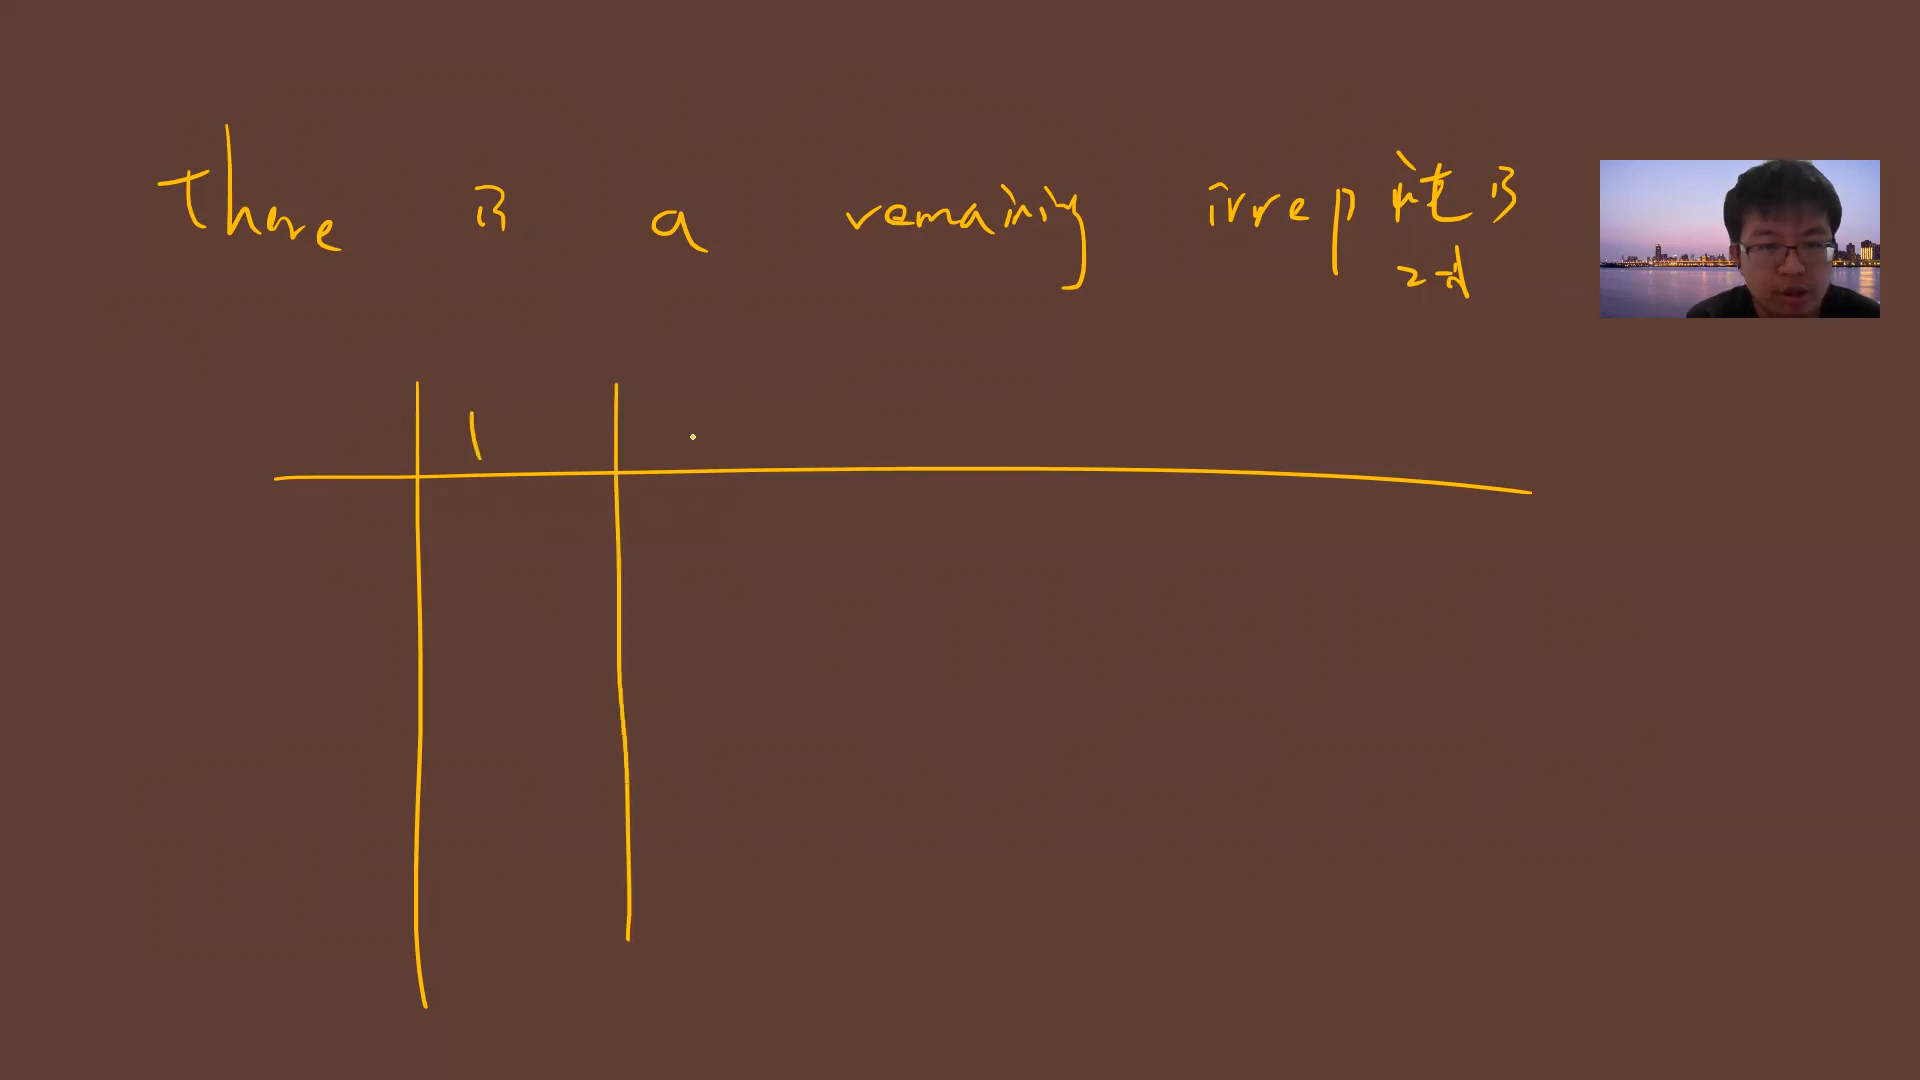 There is a remaining irrep it is
2-d
1